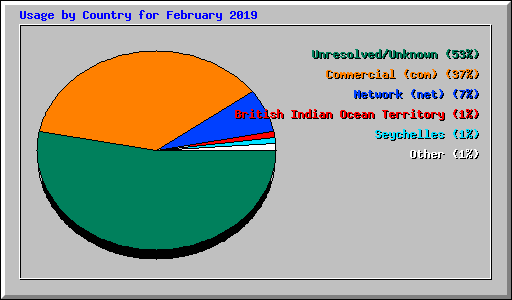 Usage by Country for February 2019
Unresolved/Unknown (53%)
Commercial (com) (37%)
Network (net) (7%)
British Indian Ocean Territory (1%)
Seychelles (1%)
Other (1%)